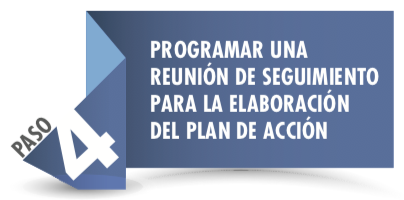 PASO
4
PROGRAMAR UNA
REUNIÓN DE SEGUIMIENTO
PARA LA ELABORACIÓN
DEL PLAN DE ACCIÓN